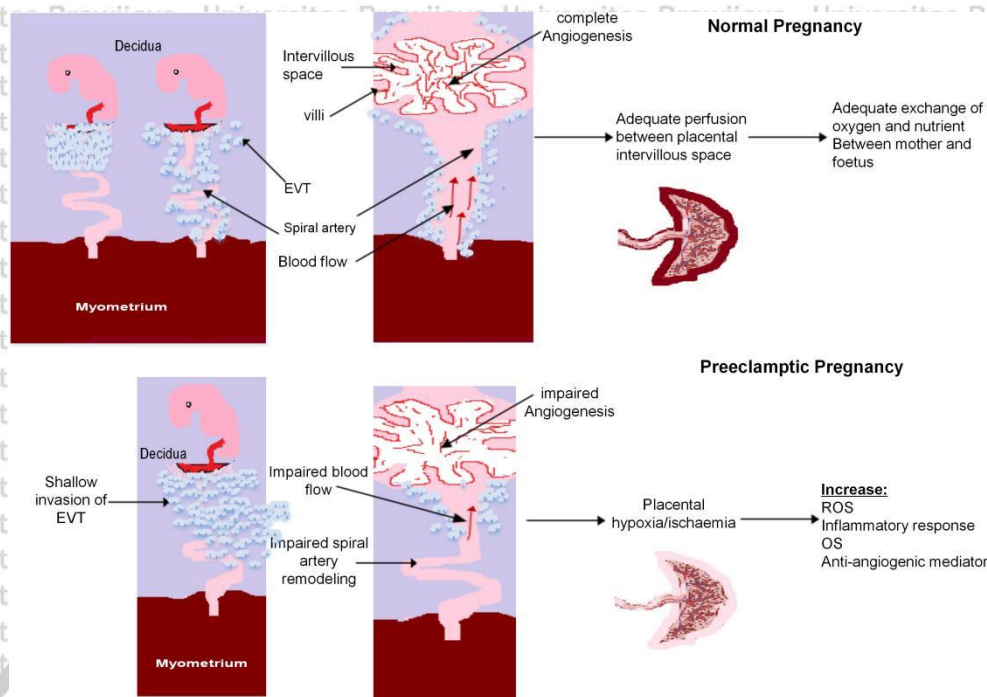 Normal Pregnancy
Decidua
Intervillous
space
villi
EVT
Spiral artery
Blood flow
Myometrium
complete
Angiogenesis
Adequate perfusion
between placental
intervillous space
Adequate exchange of
oxygen and nutrient
Between mother and
foetus
Preeclamptic Pregnancy
Decidua
Shallow
invasion of
EVT
Myometrium
impaired
Angiogenesis
Impaired blood
flow
Impaired spiral
artery
remodeling
Placental
hypoxia/ischaemia
Increase:
ROS
Inflammatory response
OS
Anti-angiogenic mediator